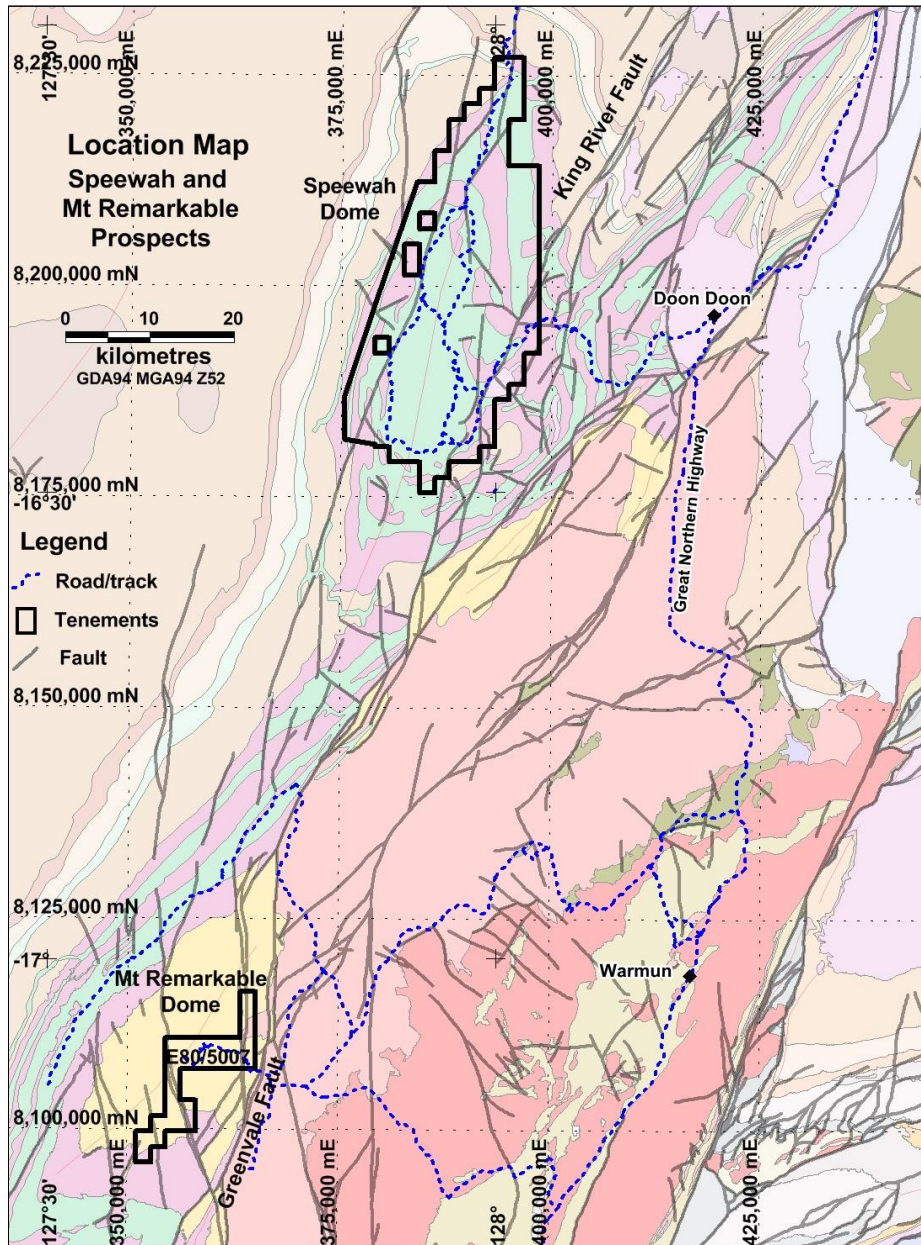 127°30'
350,000 mE
375,000 mE
128°
400,000 mE
425,000 mE
8,225,000 mN
King River Fault
Location Map
Speewah and
Mt Remarkable
Prospects
Speewah
Dome
8,200,000 mN
Doon Doon
0 10 20
kilometres
GDA94 MGA94 Z52
8,175,000 mN
-16°30'
Great Northern Highway
Legend
Road/track
Tenements
Fault
8,150,000 mN
8,125,000 mN
-17°
Mt Remarkable
Dome
Warmun
E80/5007
Greenvale Fault
8,100,000 mN
127°30'
350,000 mE
375,000 mE
128°
400,000 mE
425,000 mE